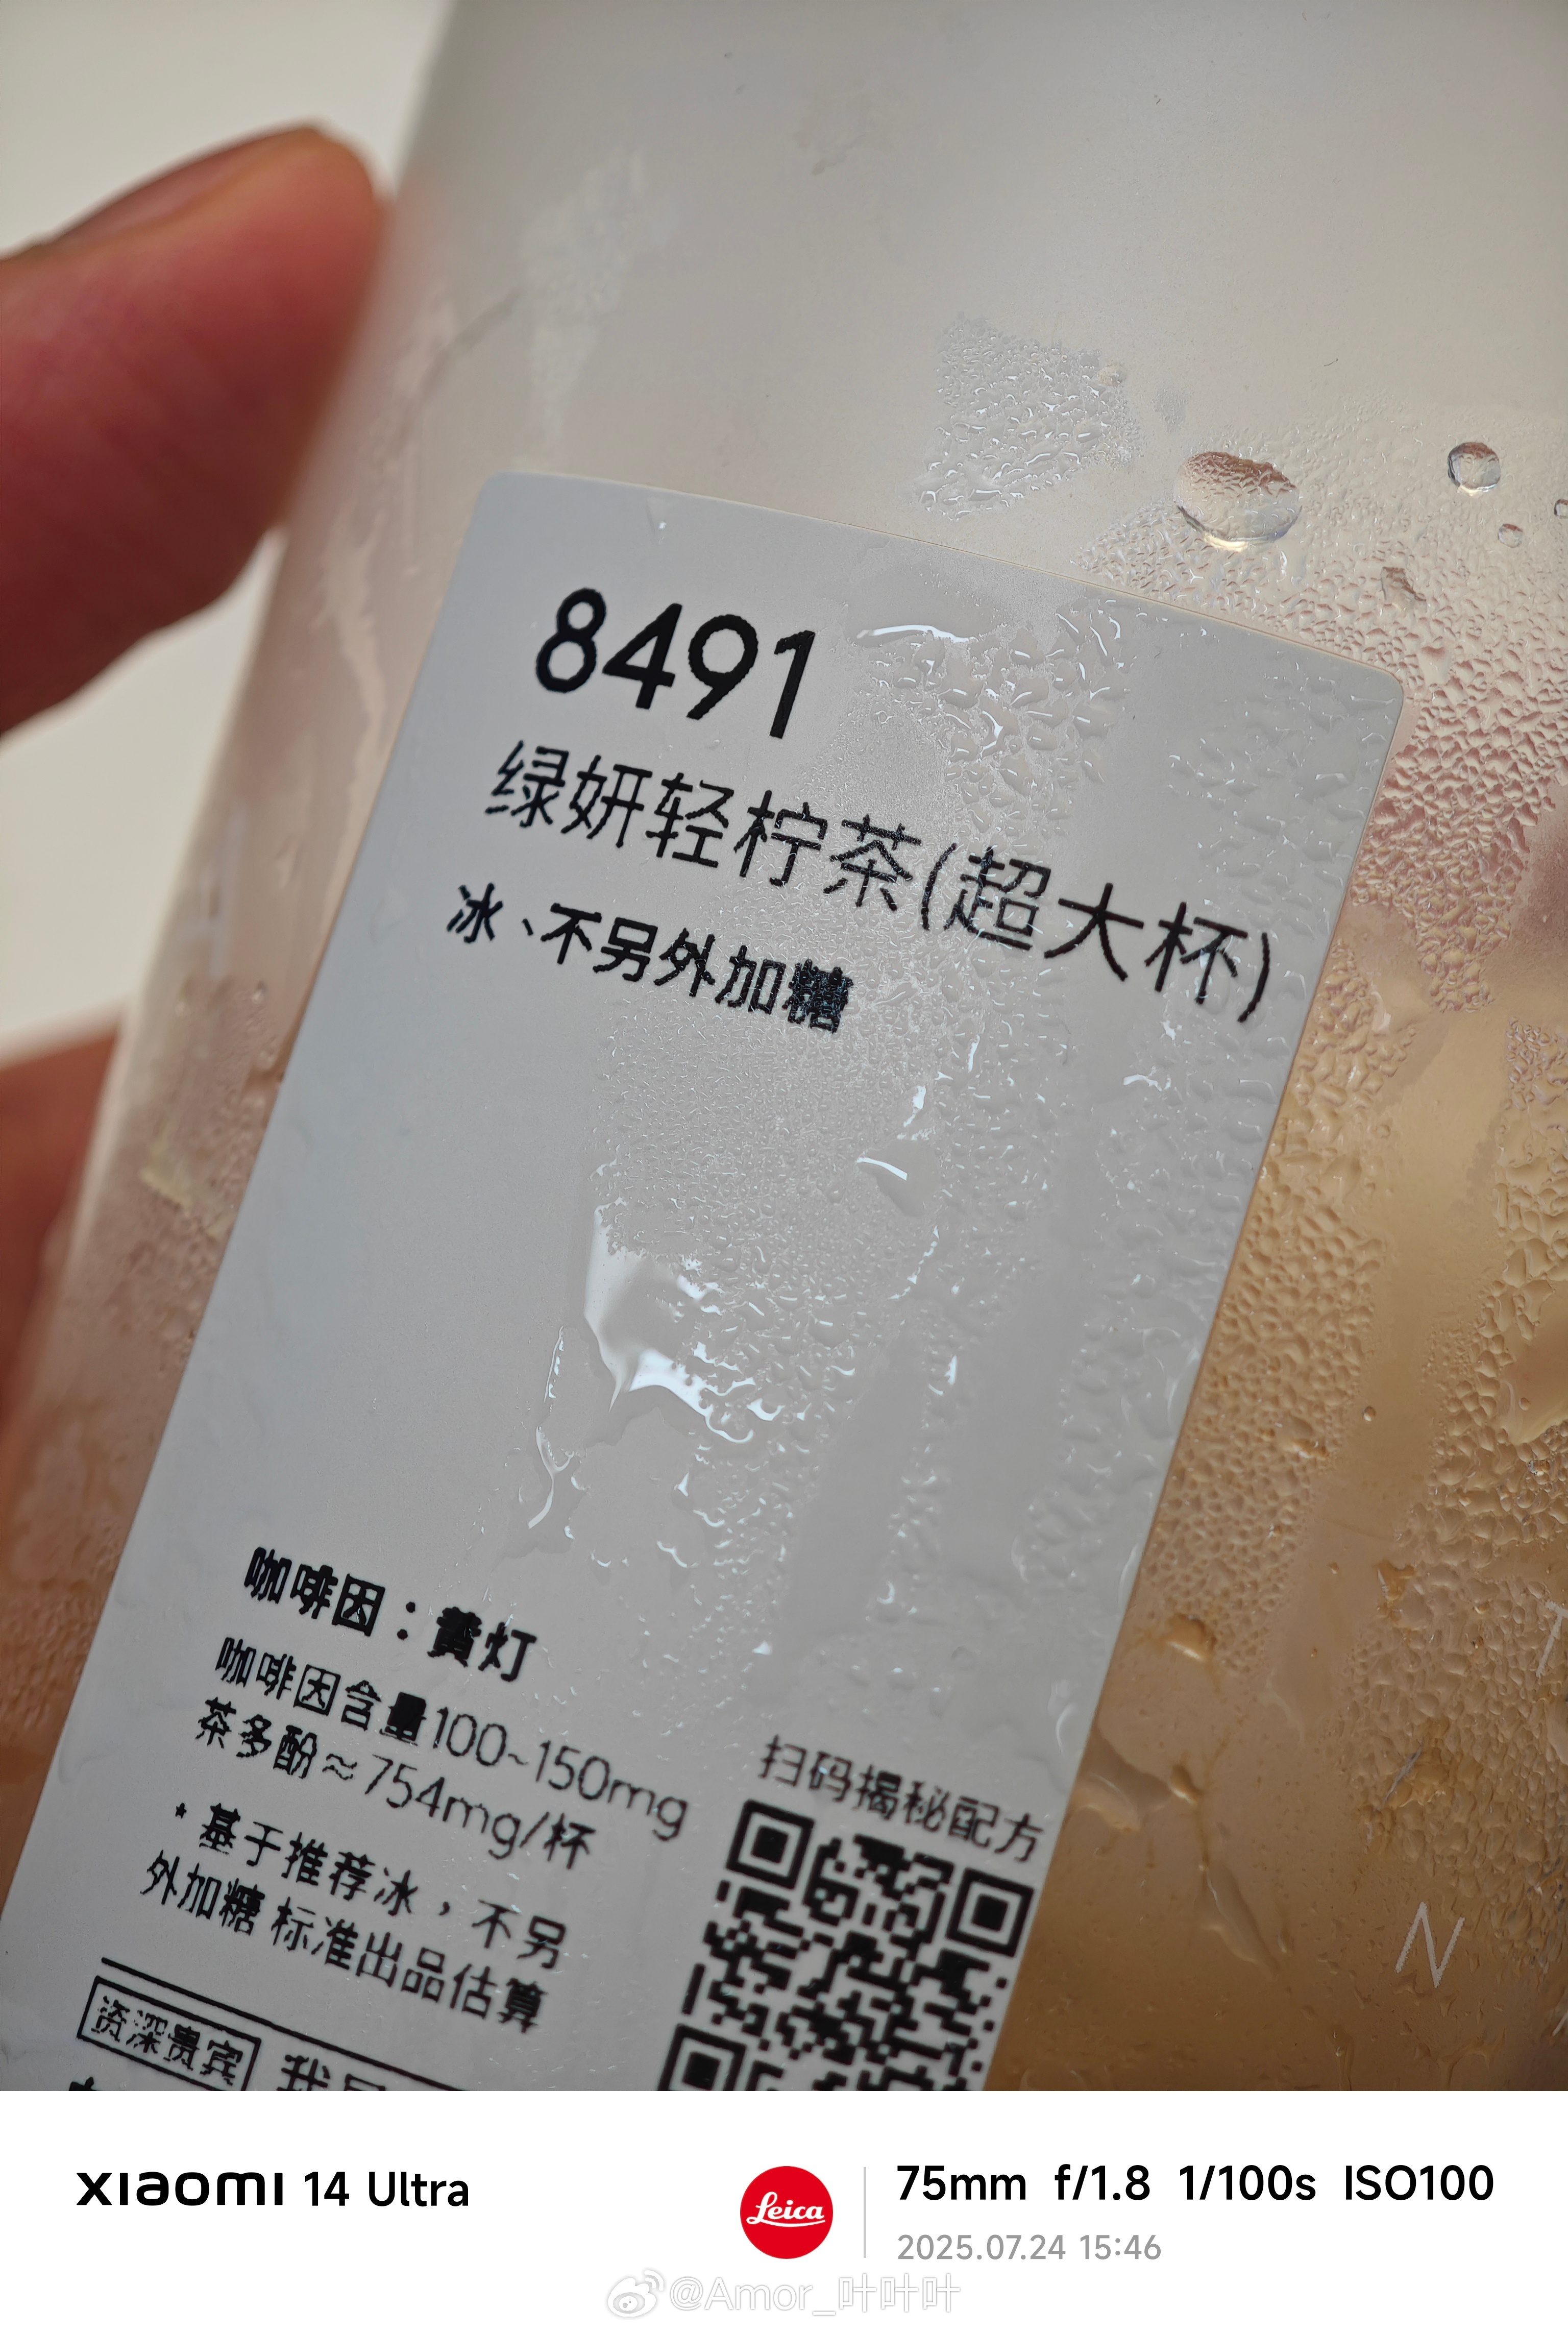 8491
绿妍轻柠茶(超大杯)
冰、不另外加糖
咖啡因：黄灯
咖啡因含量100~150mg
茶多酚≈754mg/杯
*基于推荐冰，不另
外加糖 标准出品估算
扫码揭秘配方
资深贵宾 我
N
xiaomi 14 Ultra
Leica
75mm f/1.8 1/100s ISO100
2025.07.24 15:46
@Amor_叶叶叶